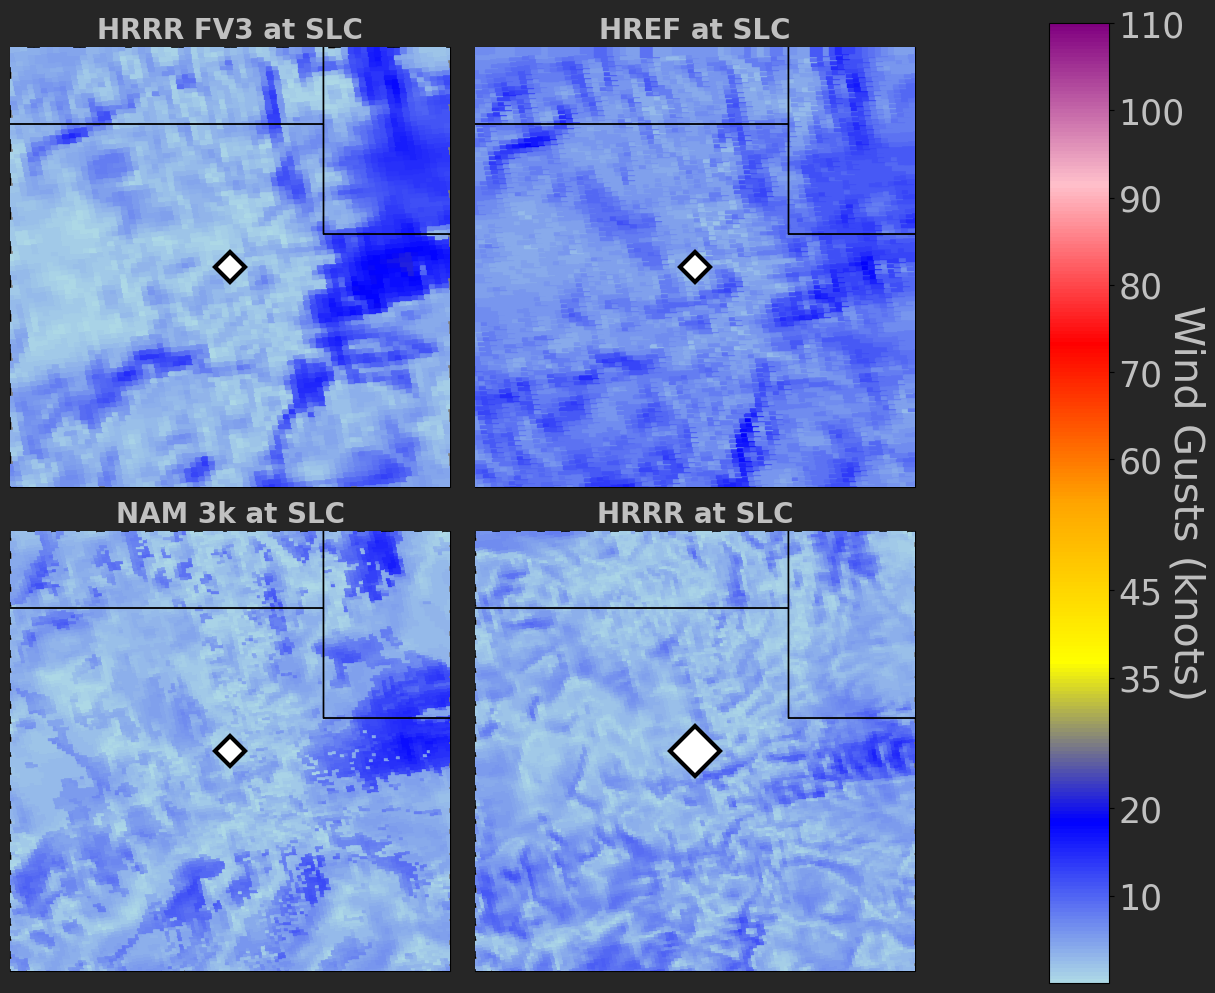 HRRR FV3 at SLC
HREF at SLC
NAM 3k at SLC
HRRR at SLC
110
100
90
80
70
60
45
35
20
10
Wind Gusts (knots)